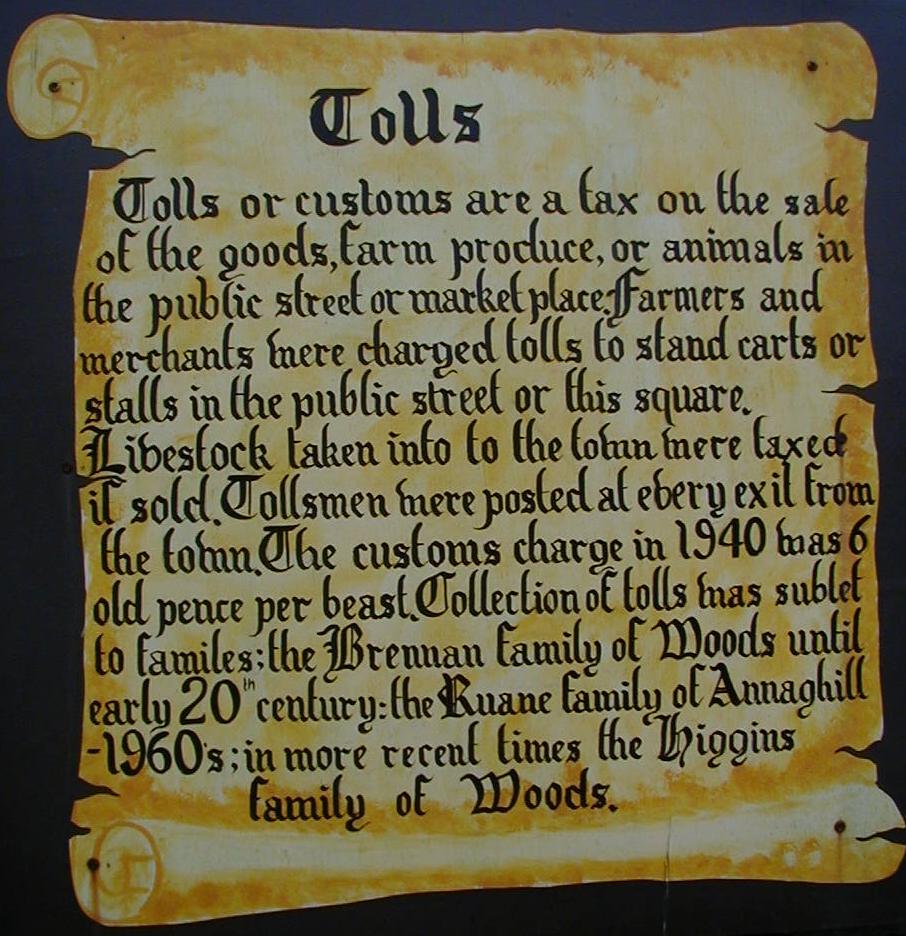 Tolls
Tolls or customs are a tax on the sale
of the goods, farm produce, or animals in
the public street or market place. Farmers and
merchants were charged tolls to stand carts or
stalls in the public street or this square.
Livestock taken into to the town were taxed
if sold. Tollsmen were posted at every exit from
the town. The customs charge in 1940 was 6
old pence per beast. Collection of tolls was sublet
to familes; the Brennan family of Woods until
early 20th century: the Ruane family of Annaghill
-1960's; in more recent times the Higgins
family of Woods.